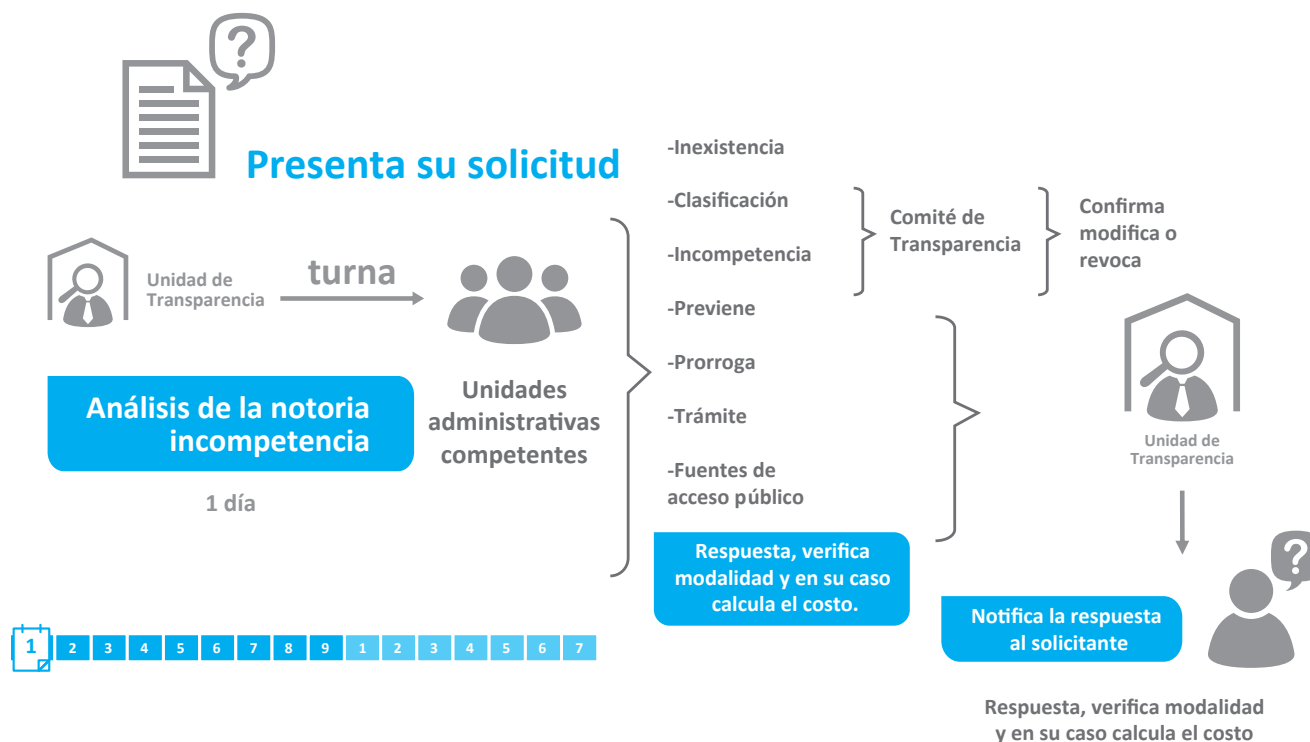 ?
Presenta su solicitud
Unidad de
Transparencia
turna
Análisis de la notoria
incompetencia
1 día
Unidades
administrativas
competentes
-Inexistencia
-Clasificación
-Incompetencia
-Previene
-Prorroga
-Trámite
-Fuentes de
acceso público
Respuesta, verifica
modalidad y en su caso
calcula el costo.
Comité de
Transparencia
Confirma
modifica o
revoca
Unidad de
Transparencia
?
Notifica la respuesta
al solicitante
Respuesta, verifica modalidad
y en su caso calcula el costo
1 2 3 4 5 6 7 8 9 1 2 3 4 5 6 7